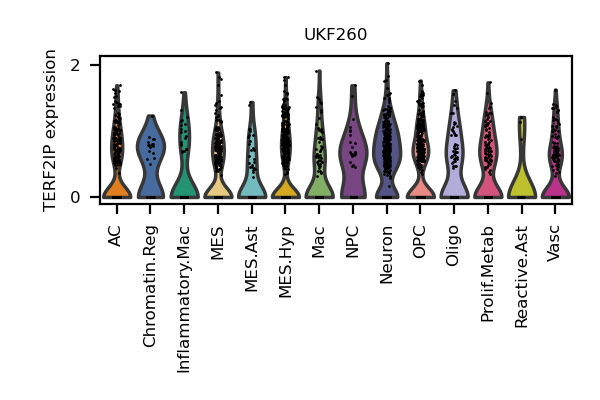 UKF260
TERF2IP expression
2
0
AC
Chromatin.Reg
Inflammatory.Mac
MES
MES.Ast
MES.Hyp
Mac
NPC
Neuron
OPC
Oligo
Prolif.Metab
Reactive.Ast
Vasc